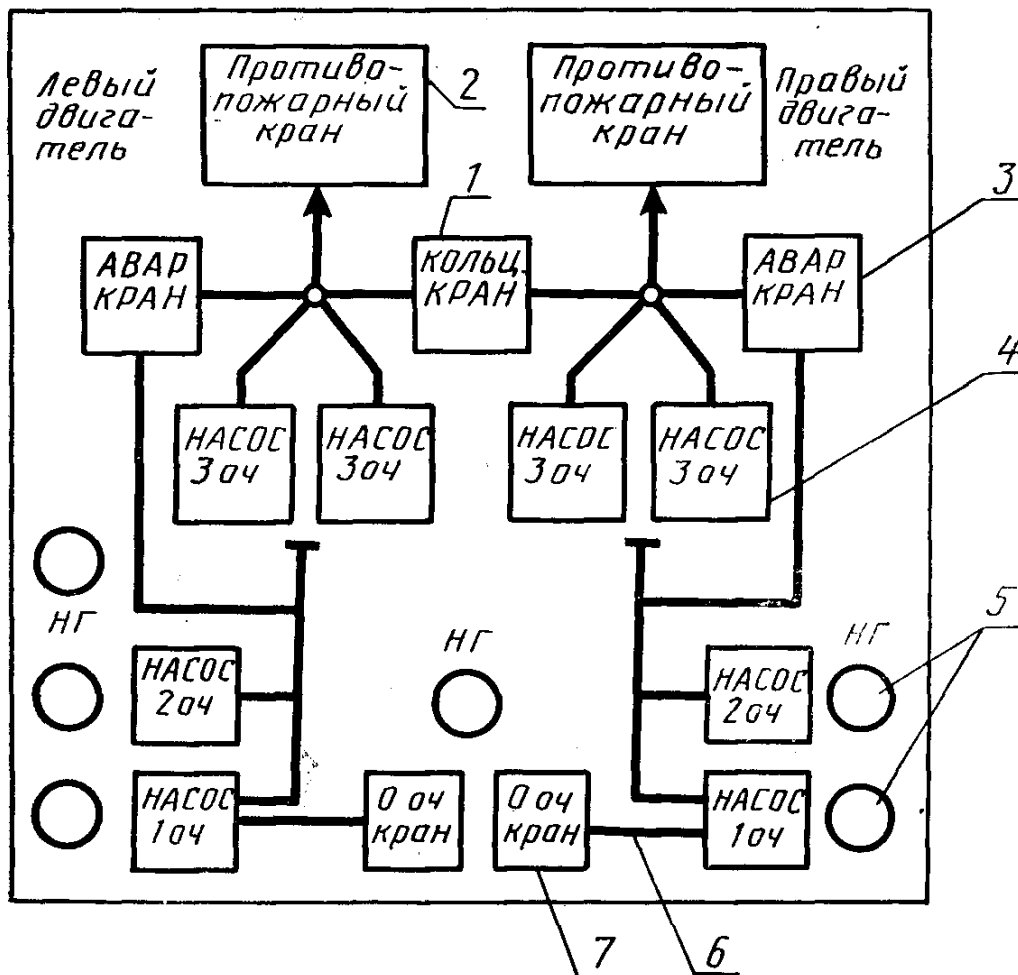 Левый
двига-
тель
Противо-
пожарный
кран
2
Противо-
пожарный
кран
Правый
двига-
тель
1
3
АВАР
КРАН
КОЛЬЦ.
КРАН
АВАР
КРАН
4
НАСОС
3 оч
НАСОС
3 оч
НАСОС
3 оч
НАСОС
3 оч
НГ
НГ
НГ
5
НАСОС
2 оч
НАСОС
2 оч
НАСОС
1 оч
0 оч
кран
0 оч
кран
НАСОС
1 оч
7
6